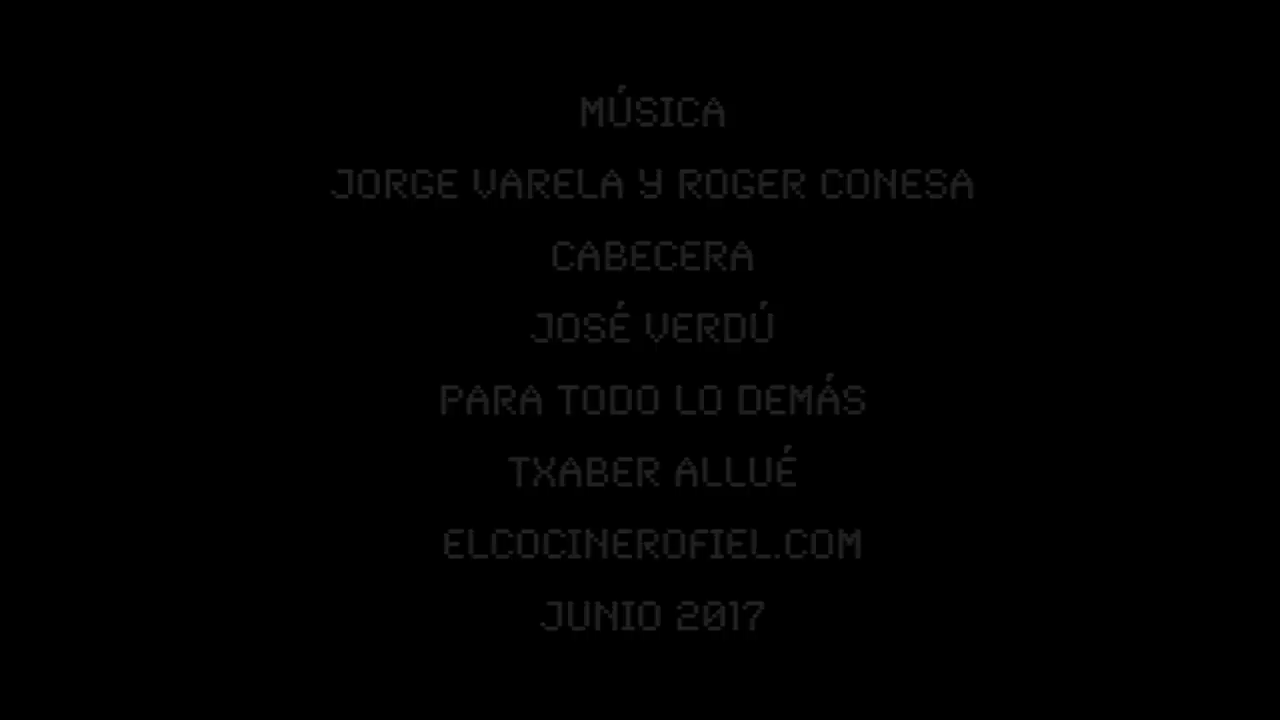 MÚSICA
JORGE VARELA Y ROGER CONESA
CABECERA
JOSÉ VERDÚ
PARA TODO LO DEMÁS
TXABER ALLUÉ
ELCOCINEROFIEL.COM
JUNIO 2017